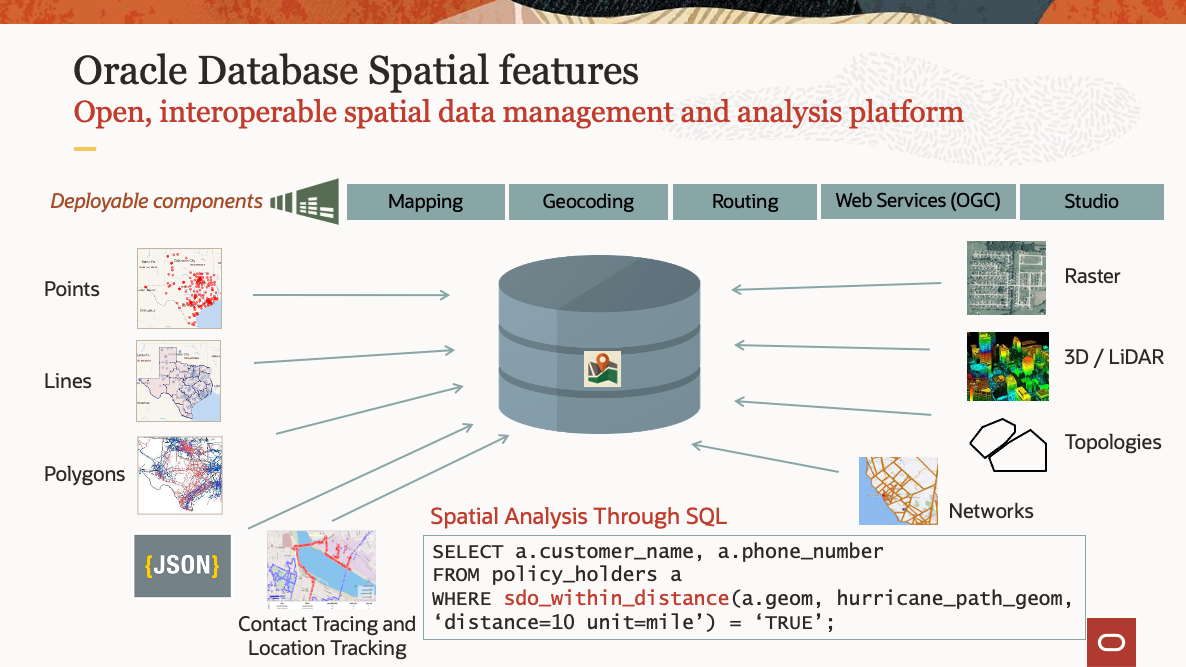 Oracle Database Spatial features
Open, interoperable spatial data management and analysis platform
Deployable components
Mapping
Geocoding
Routing
Web Services (OGC)
Studio
Points
Lines
Polygons
{JSON}
Contact Tracing and
Location Tracking
Raster
3D / LiDAR
Topologies
Networks
Spatial Analysis Through SQL
SELECT a.customer_name, a.phone_number
FROM policy_holders a
WHERE sdo_within_distance(a.geom, hurricane_path_geom,
‘distance=10 unit=mile’) = ‘TRUE’;